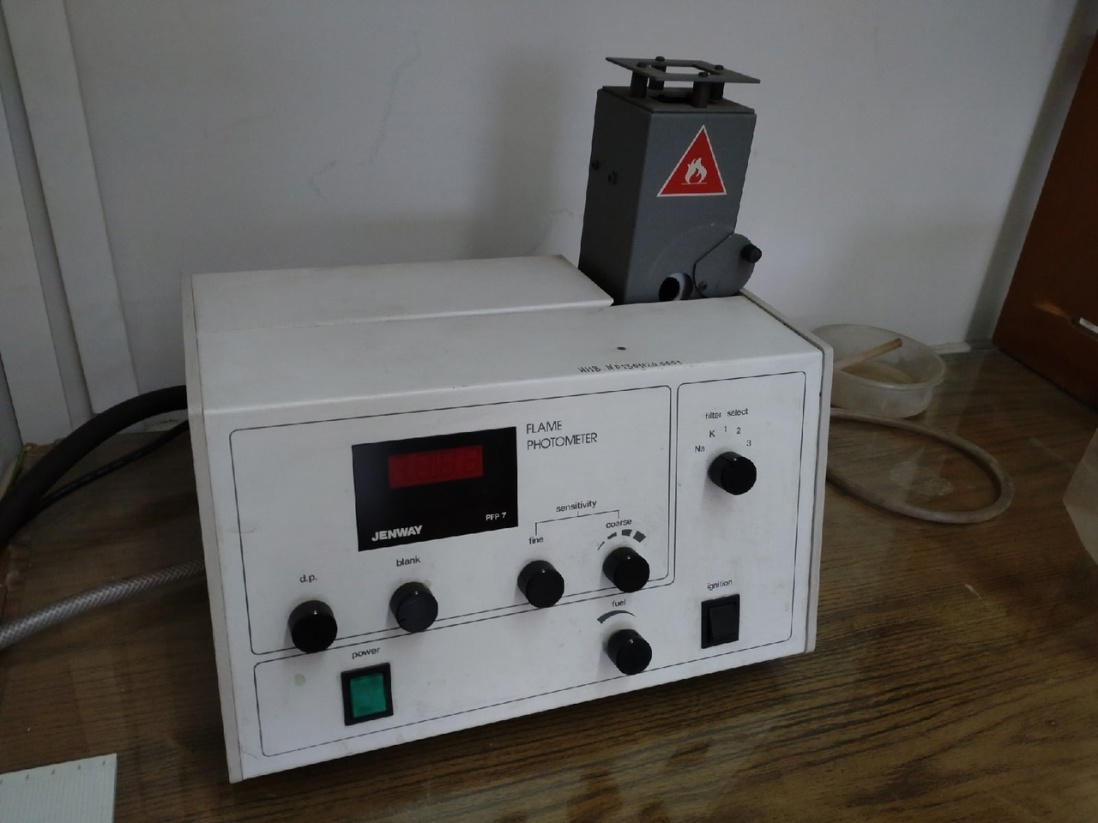 FLAME
PHOTOMETER
JENWAY
PFP 7
sensitivity
fine
coarse
filter select
Na
K
1
2
3
d.p.
blank
fuel
ignition
power